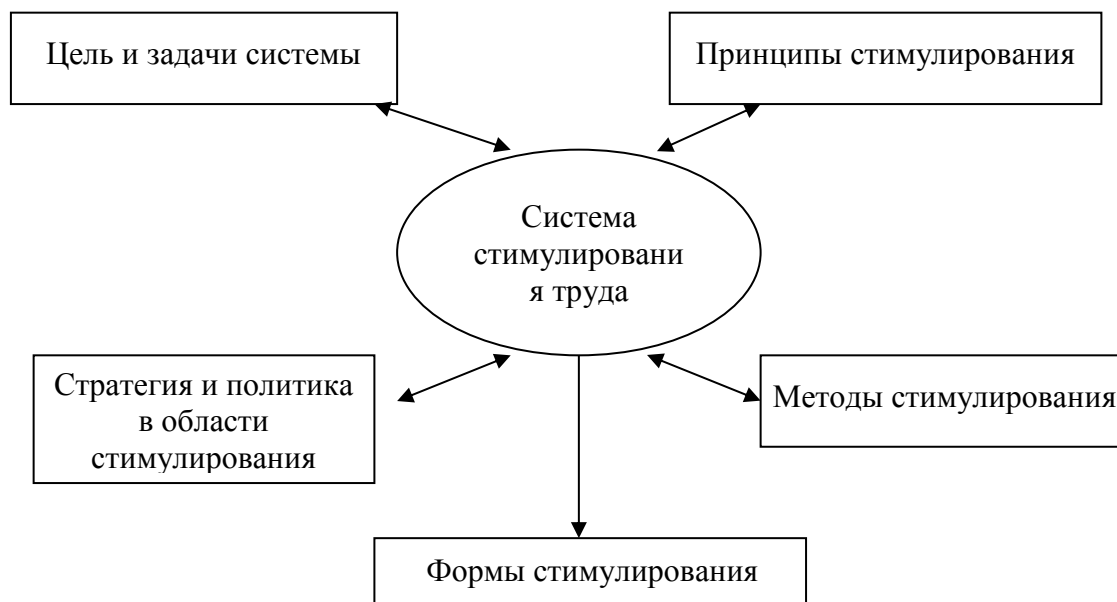 Цель и задачи системы
Принципы стимулирования
Система
стимулировани
я труда
Стратегия и политика
в области
стимулирования
Методы стимулирования
Формы стимулирования